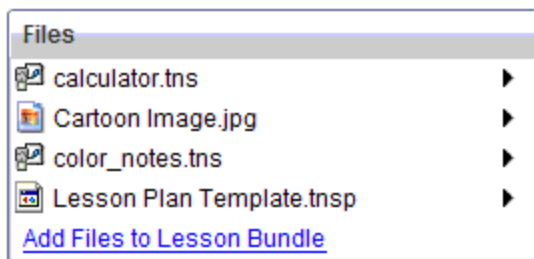 Files
calculator.tns
Cartoon Image.jpg
color_notes.tns
Lesson Plan Template.tnsp
Add Files to Lesson Bundle